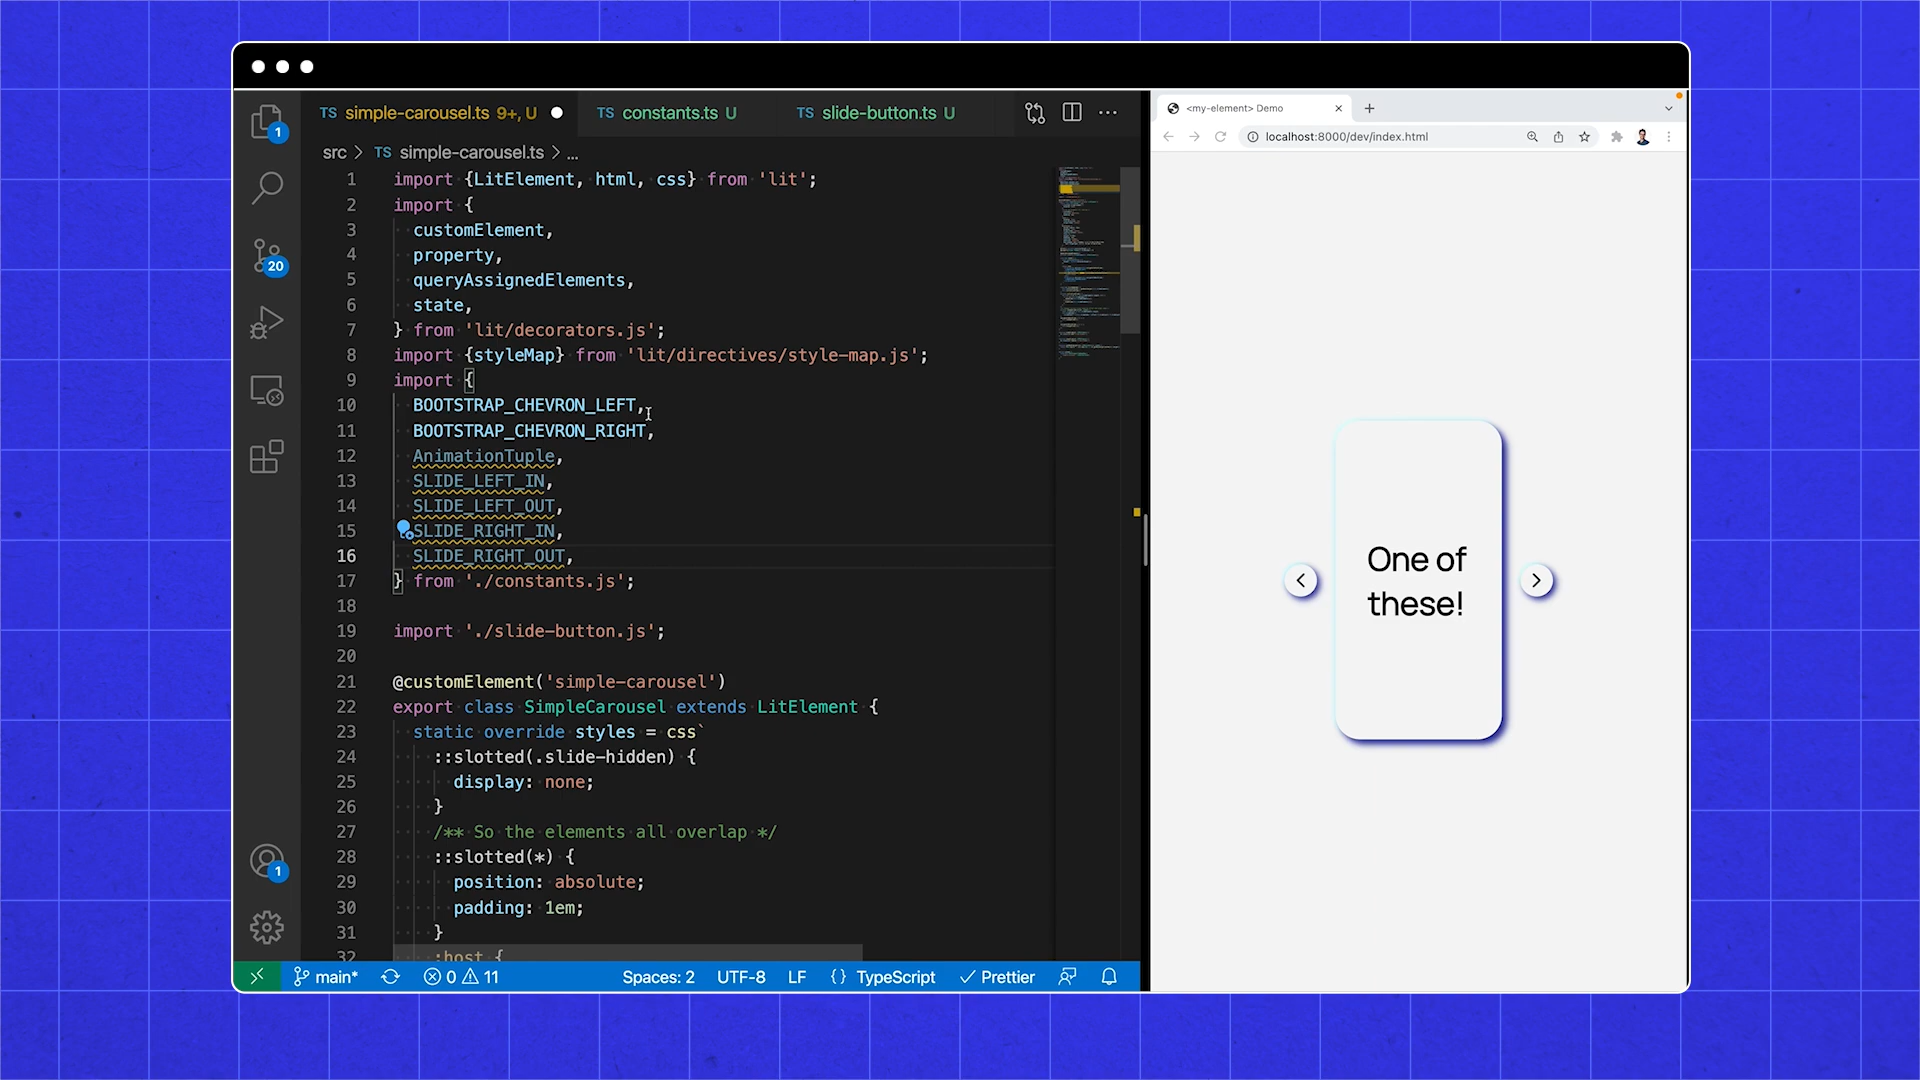 TS simple-carousel.ts 9+, U
TS constants.ts U
TS slide-button.ts U
src > TS simple-carousel.ts > ...
1 import {LitElement, html, css} from 'lit';
2 import {
3 customElement,
4 property,
5 queryAssignedElements,
6 state,
7 } from 'lit/decorators.js';
8 import {styleMap} from 'lit/directives/style-map.js';
9 import {
10 BOOTSTRAP_CHEVRON_LEFT,
11 BOOTSTRAP_CHEVRON_RIGHT,
12 AnimationTuple,
13 SLIDE_LEFT_IN,
14 SLIDE_LEFT_OUT,
15 SLIDE_RIGHT_IN,
16 SLIDE_RIGHT_OUT,
17 } from './constants.js';
18
19 import './slide-button.js';
20
21 @customElement('simple-carousel')
22 export class SimpleCarousel extends LitElement {
23 static override styles = css`
24 ::slotted(.slide-hidden) {
25 display: none;
26 }
27 /** So the elements all overlap */
28 ::slotted(*) {
29 position: absolute;
30 padding: 1em;
31 }
32 :host {
1
20
1
main* 0 11 Spaces: 2 UTF-8 LF {} TypeScript Prettier
<my-element> Demo
localhost:8000/dev/index.html
One of
these!